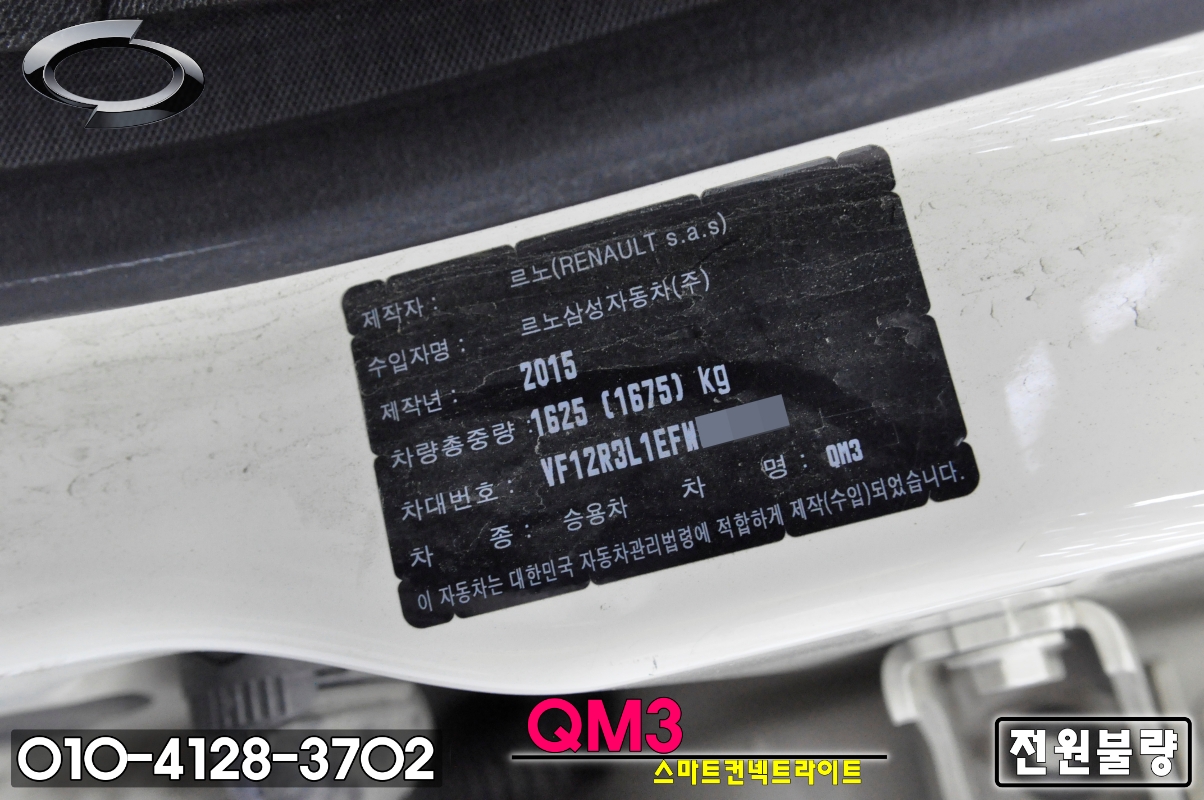 제작자 : 르노(RENAULT s.a.s)
수입자명 : 르노삼성자동차(주)
제작년 : 2015
차량총중량 : 1625 (1675) kg
차대번호 : VF12R3L1EFW
차 종 : 승용차 차 명 : QM3
이 자동차는 대한민국 자동차관리법령에 적합하게 제작(수입)되었습니다.
010-4128-3702
QM3
스마트컨넥트라이트
전원불량